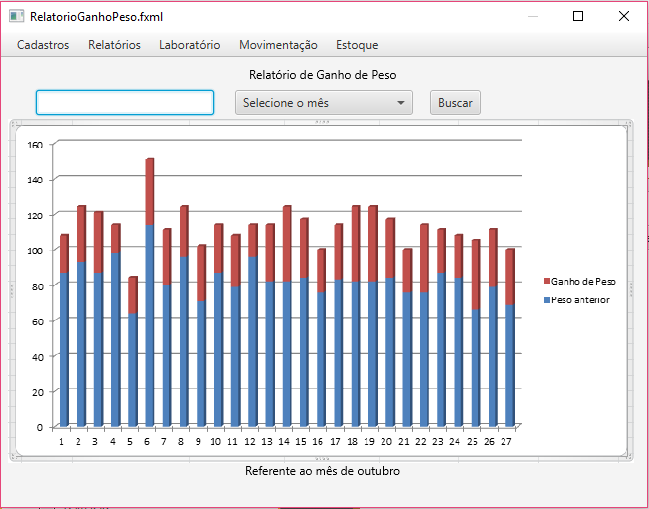 RelatorioGanhoPeso.fxml
Cadastros Relatórios Laboratório Movimentação Estoque
Relatório de Ganho de Peso
Selecione o mês Buscar
160
140
120
100
80
60
40
20
0
Ganho de Peso
Peso anterior
1 2 3 4 5 6 7 8 9 10 11 12 13 14 15 16 17 18 19 20 21 22 23 24 25 26 27
Referente ao mês de outubro